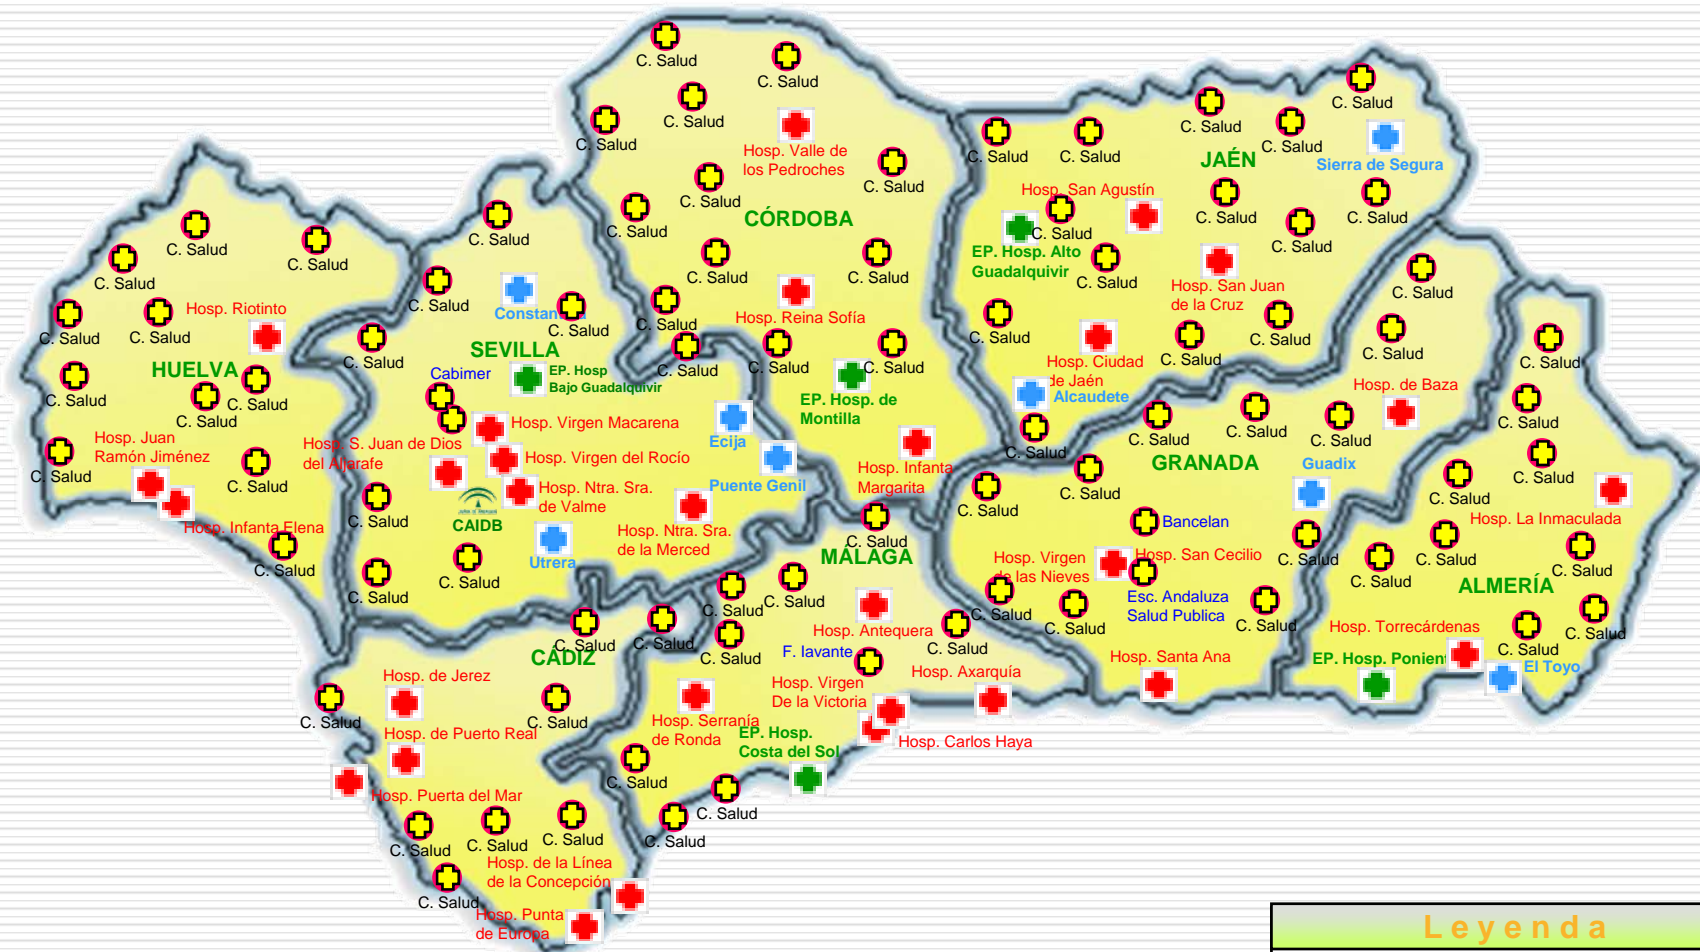 C. Salud
C. Salud
C. Salud
C. Salud
C. Salud
Hosp. Valle de
los Pedroches
C. Salud
C. Salud
C. Salud
CÓRDOBA
C. Salud
C. Salud
C. Salud
Hosp. Reina Sofía
C. Salud
C. Salud
C. Salud
EP. Hosp. de
Montilla
Hosp. Infanta
Margarita
C. Salud
C. Salud
C. Salud
C. Salud
C. Salud
JAÉN
Sierra de Segura
Hosp. San Agustín
C. Salud
C. Salud
C. Salud
C. Salud
EP. Hosp. Alto
Guadalquivir
C. Salud
Hosp. San Juan
de la Cruz
C. Salud
C. Salud
C. Salud
Hosp. Ciudad
de Jaén
Alcaudete
C. Salud
C. Salud
C. Salud
C. Salud
C. Salud
C. Salud
Hosp. Riotinto
HUELVA
C. Salud
C. Salud
C. Salud
C. Salud
C. Salud
Hosp. Juan
Ramón Jiménez
Hosp. Infanta Elena
C. Salud
C. Salud
C. Salud
C. Salud
C. Salud
SEVILLA
Cabimer
EP. Hosp
Bajo Guadalquivir
C. Salud
Hosp. Virgen Macarena
Hosp. S. Juan de Dios
del Aljarafe
Hosp. Virgen del Rocío
Hosp. Ntra. Sra.
de Valme
CAIDB
Utrera
Ecija
Puente Genil
Hosp. Ntra. Sra.
de la Merced
C. Salud
C. Salud
C. Salud
C. Salud
C. Salud
C. Salud
Hosp. de Baza
C. Salud
C. Salud
C. Salud
GRANADA
Guadix
C. Salud
C. Salud
Bancelan
Hosp. Virgen
de las Nieves
Hosp. San Cecilio
C. Salud
C. Salud
C. Salud
Esc. Andaluza
Salud Publica
C. Salud
Hosp. Santa Ana
C. Salud
C. Salud
C. Salud
C. Salud
Hosp. La Inmaculada
C. Salud
C. Salud
C. Salud
ALMERÍA
C. Salud
C. Salud
Hosp. Torrecárdenas
EP. Hosp. Ponien
El Toyo
C. Salud
MÁLAGA
C. Salud
C. Salud
C. Salud
Hosp. Antequera
C. Salud
F. Iavante
Hosp. Virgen
De la Victoria
Hosp. Axarquía
Hosp. Serranía
de Ronda
EP. Hosp.
Costa del Sol
Hosp. Carlos Haya
C. Salud
C. Salud
C. Salud
C. Salud
C. Salud
CÁDIZ
Hosp. de Jerez
C. Salud
C. Salud
Hosp. de Puerto Real
Hosp. Puerta del Mar
C. Salud
C. Salud
C. Salud
Hosp. de la Línea
de la Concepción
C. Salud
Hosp. Punta
de Europa
Leyenda